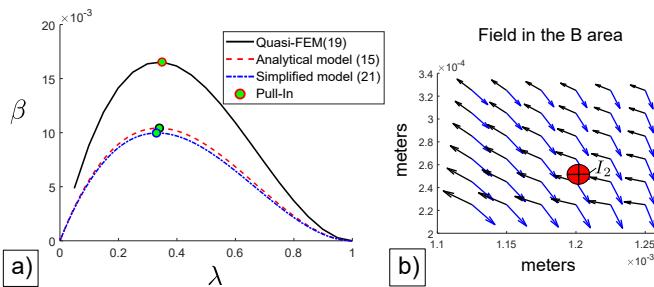 ×10⁻³
20
15
10
5
0
β
0 0.2 0.4 0.6 0.8 1
λ
Quasi-FEM(19)
Analytical model (15)
Simplified model (21)
Pull-In
a)
Field in the B area
×10⁻⁴
3.4
3.2
3
2.8
2.6
2.4
2.2
2
meters
I₂
1.1 1.15 1.2 1.25
×10⁻³
meters
b)